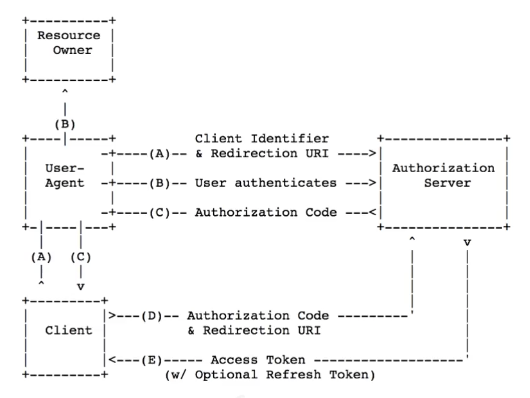 Resource
Owner
(B)
Client Identifier
(A) & Redirection URI
User-
Agent
(B) User authenticates
Authorization
Server
(C) Authorization Code
(A) (C)
(D) Authorization Code
& Redirection URI
Client
(E) Access Token
(w/ Optional Refresh Token)